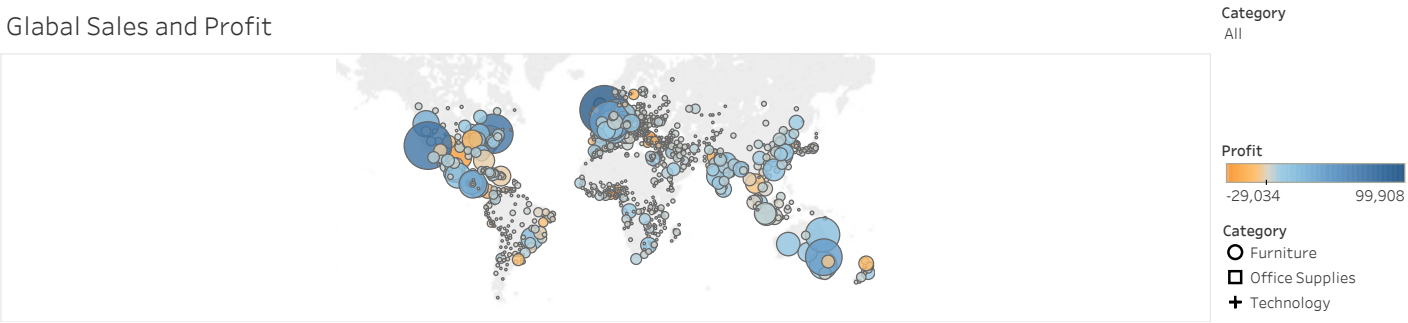 Glabal Sales and Profit
Category
All
Profit
-29,034
99,908
Category
Furniture
Office Supplies
Technology